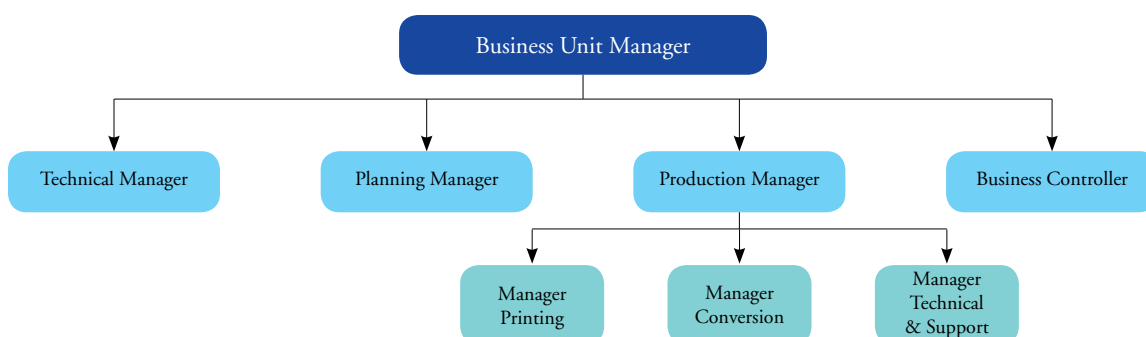 Business Unit Manager
Technical Manager
Planning Manager
Production Manager
Business Controller
Manager
Printing
Manager
Conversion
Manager
Technical
& Support